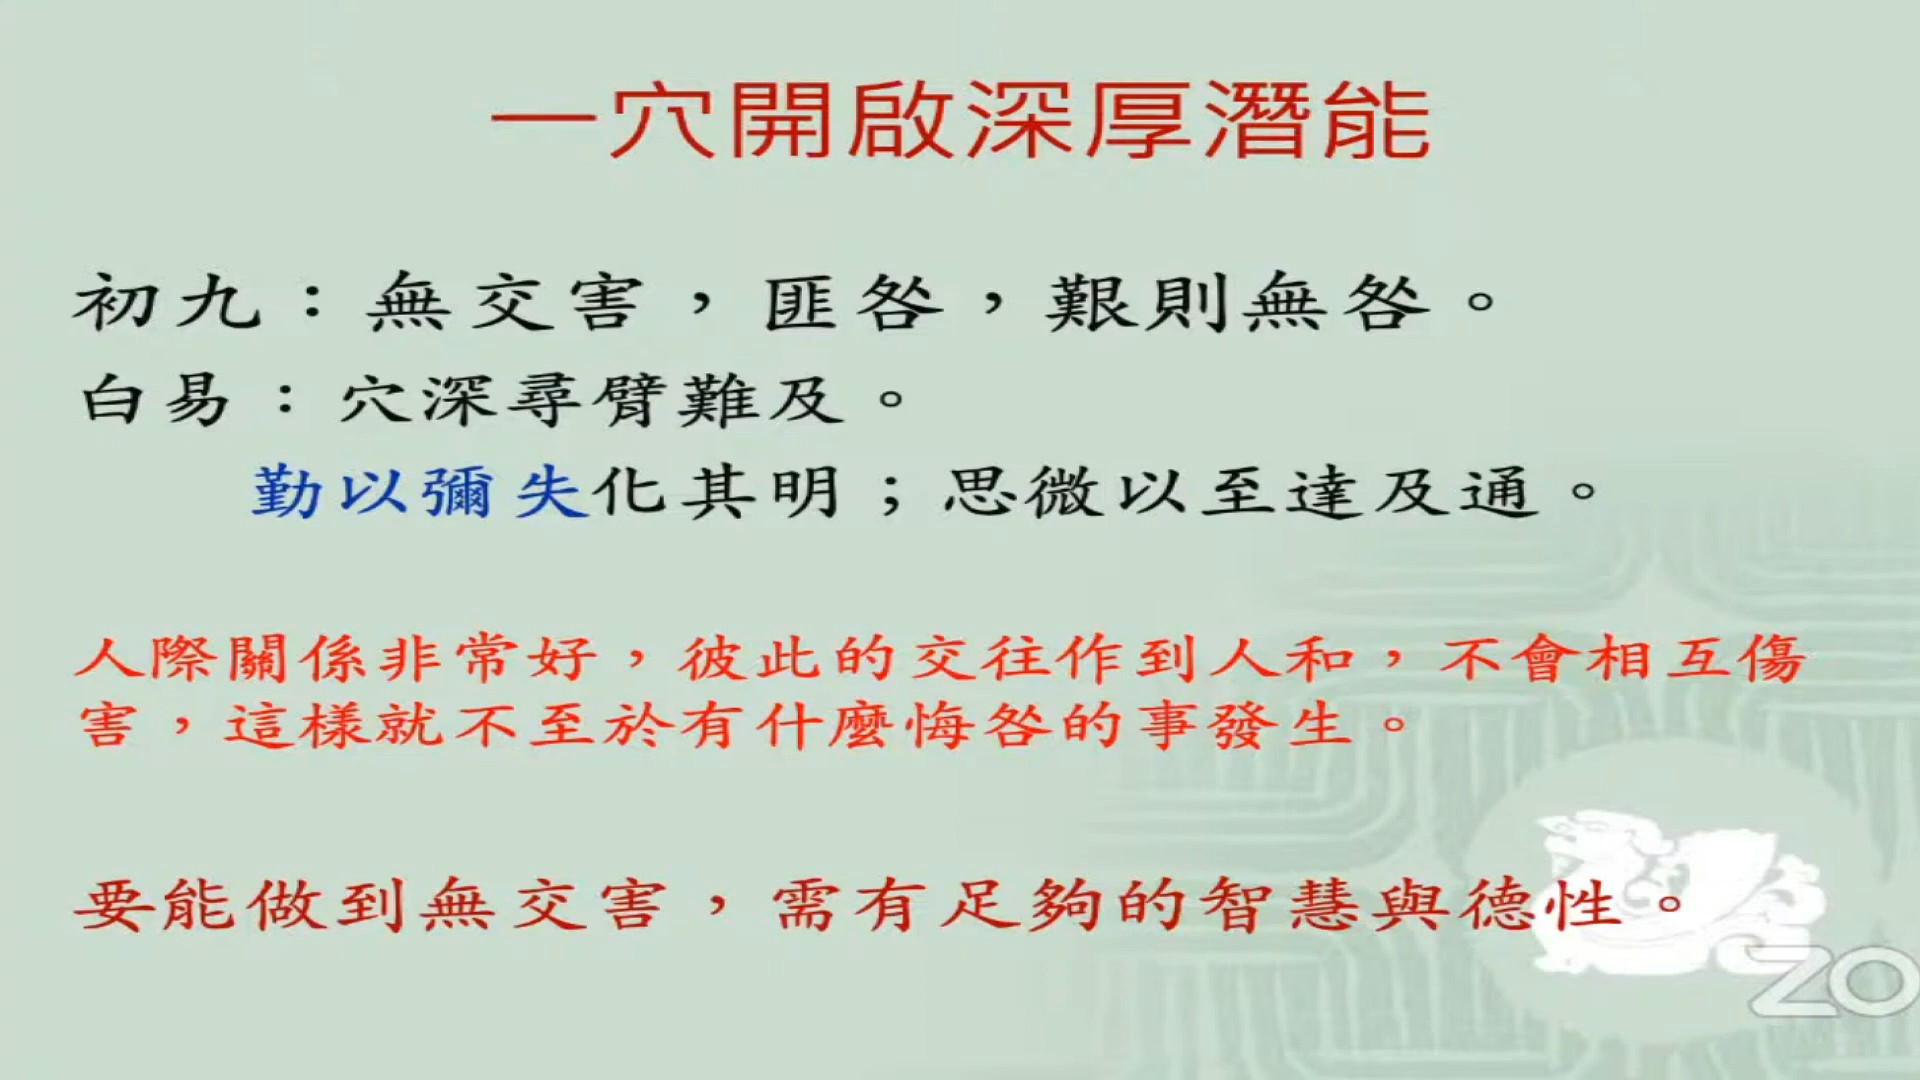 一穴開啟深厚潛能
初九：無交害，匪咎，艱則無咎。
白易：穴深尋臂難及。
勤以彌失化其明；思微以至達及通。
人際關係非常好，彼此的交往作到人和，不會相互傷
害，這樣就不至於有什麼悔咎的事發生。
要能做到無交害，需有足夠的智慧與德性。
ZO